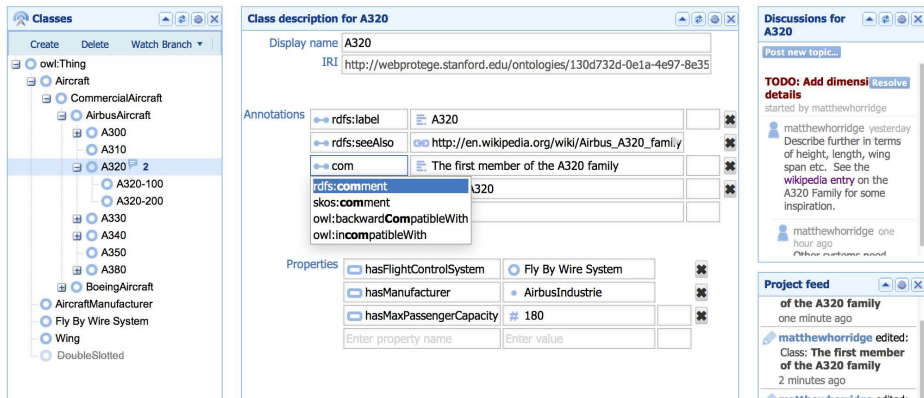 Classes
Create Delete Watch Branch
owl:Thing
Aircraft
CommercialAircraft
AirbusAircraft
A300
A310
A320 2
A320-100
A320-200
A330
A340
A350
A380
BoeingAircraft
AircraftManufacturer
Fly By Wire System
Wing
DoubleSlotted
Class description for A320
Display name A320
IRI http://webprotege.stanford.edu/ontologies/130d732d-0e1a-4e97-8e35
Annotations rdfs:label A320
rdfs:seeAlso http://en.wikipedia.org/wiki/Airbus_A320_family
com The first member of the A320 family
rdfs:comment A320
skos:comment
owl:backwardCompatibleWith
owl:incompatibleWith
Properties hasFlightControlSystem Fly By Wire System
hasManufacturer AirbusIndustrie
hasMaxPassengerCapacity # 180
Enter property name Enter value
Discussions for
A320
Post new topic...
TODO: Add dimensi Resolve
details
started by matthewhorridge
matthewhorridge yesterday
Describe further in terms
of height, length, wing
span etc. See the
wikipedia entry on the
A320 Family for some
inspiration.
matthewhorridge one
hour ago
Other systems need
Project feed
of the A320 family
one minute ago
matthewhorridge edited:
Class: The first member
of the A320 family
2 minutes ago
matthewhorridge edited: